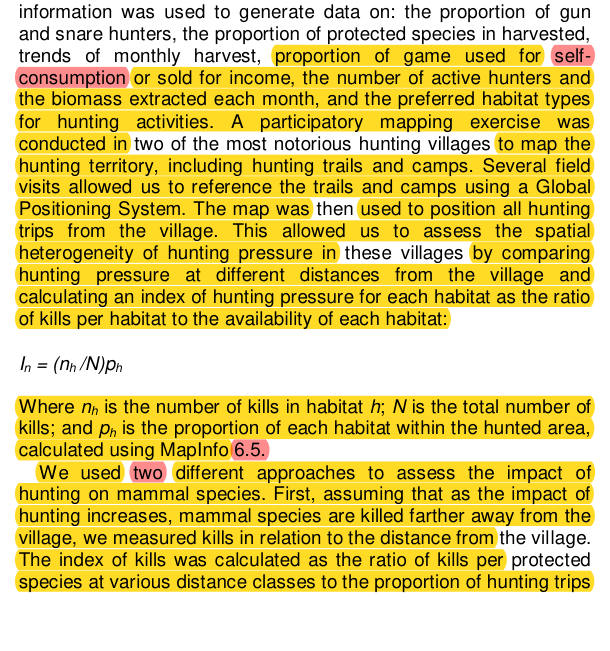 information was used to generate data on: the proportion of gun
and snare hunters, the proportion of protected species in harvested,
trends of monthly harvest, proportion of game used for self-
consumption or sold for income, the number of active hunters and
the biomass extracted each month, and the preferred habitat types
for hunting activities. A participatory mapping exercise was
conducted in two of the most notorious hunting villages to map the
hunting territory, including hunting trails and camps. Several field
visits allowed us to reference the trails and camps using a Global
Positioning System. The map was then used to position all hunting
trips from the village. This allowed us to assess the spatial
heterogeneity of hunting pressure in these villages by comparing
hunting pressure at different distances from the village and
calculating an index of hunting pressure for each habitat as the ratio
of kills per habitat to the availability of each habitat:
Iₙ = (nₕ /N)pₕ
Where nₕ is the number of kills in habitat h; N is the total number of
kills; and pₕ is the proportion of each habitat within the hunted area,
calculated using MapInfo 6.5.
We used two different approaches to assess the impact of
hunting on mammal species. First, assuming that as the impact of
hunting increases, mammal species are killed farther away from the
village, we measured kills in relation to the distance from the village.
The index of kills was calculated as the ratio of kills per protected
species at various distance classes to the proportion of hunting trips